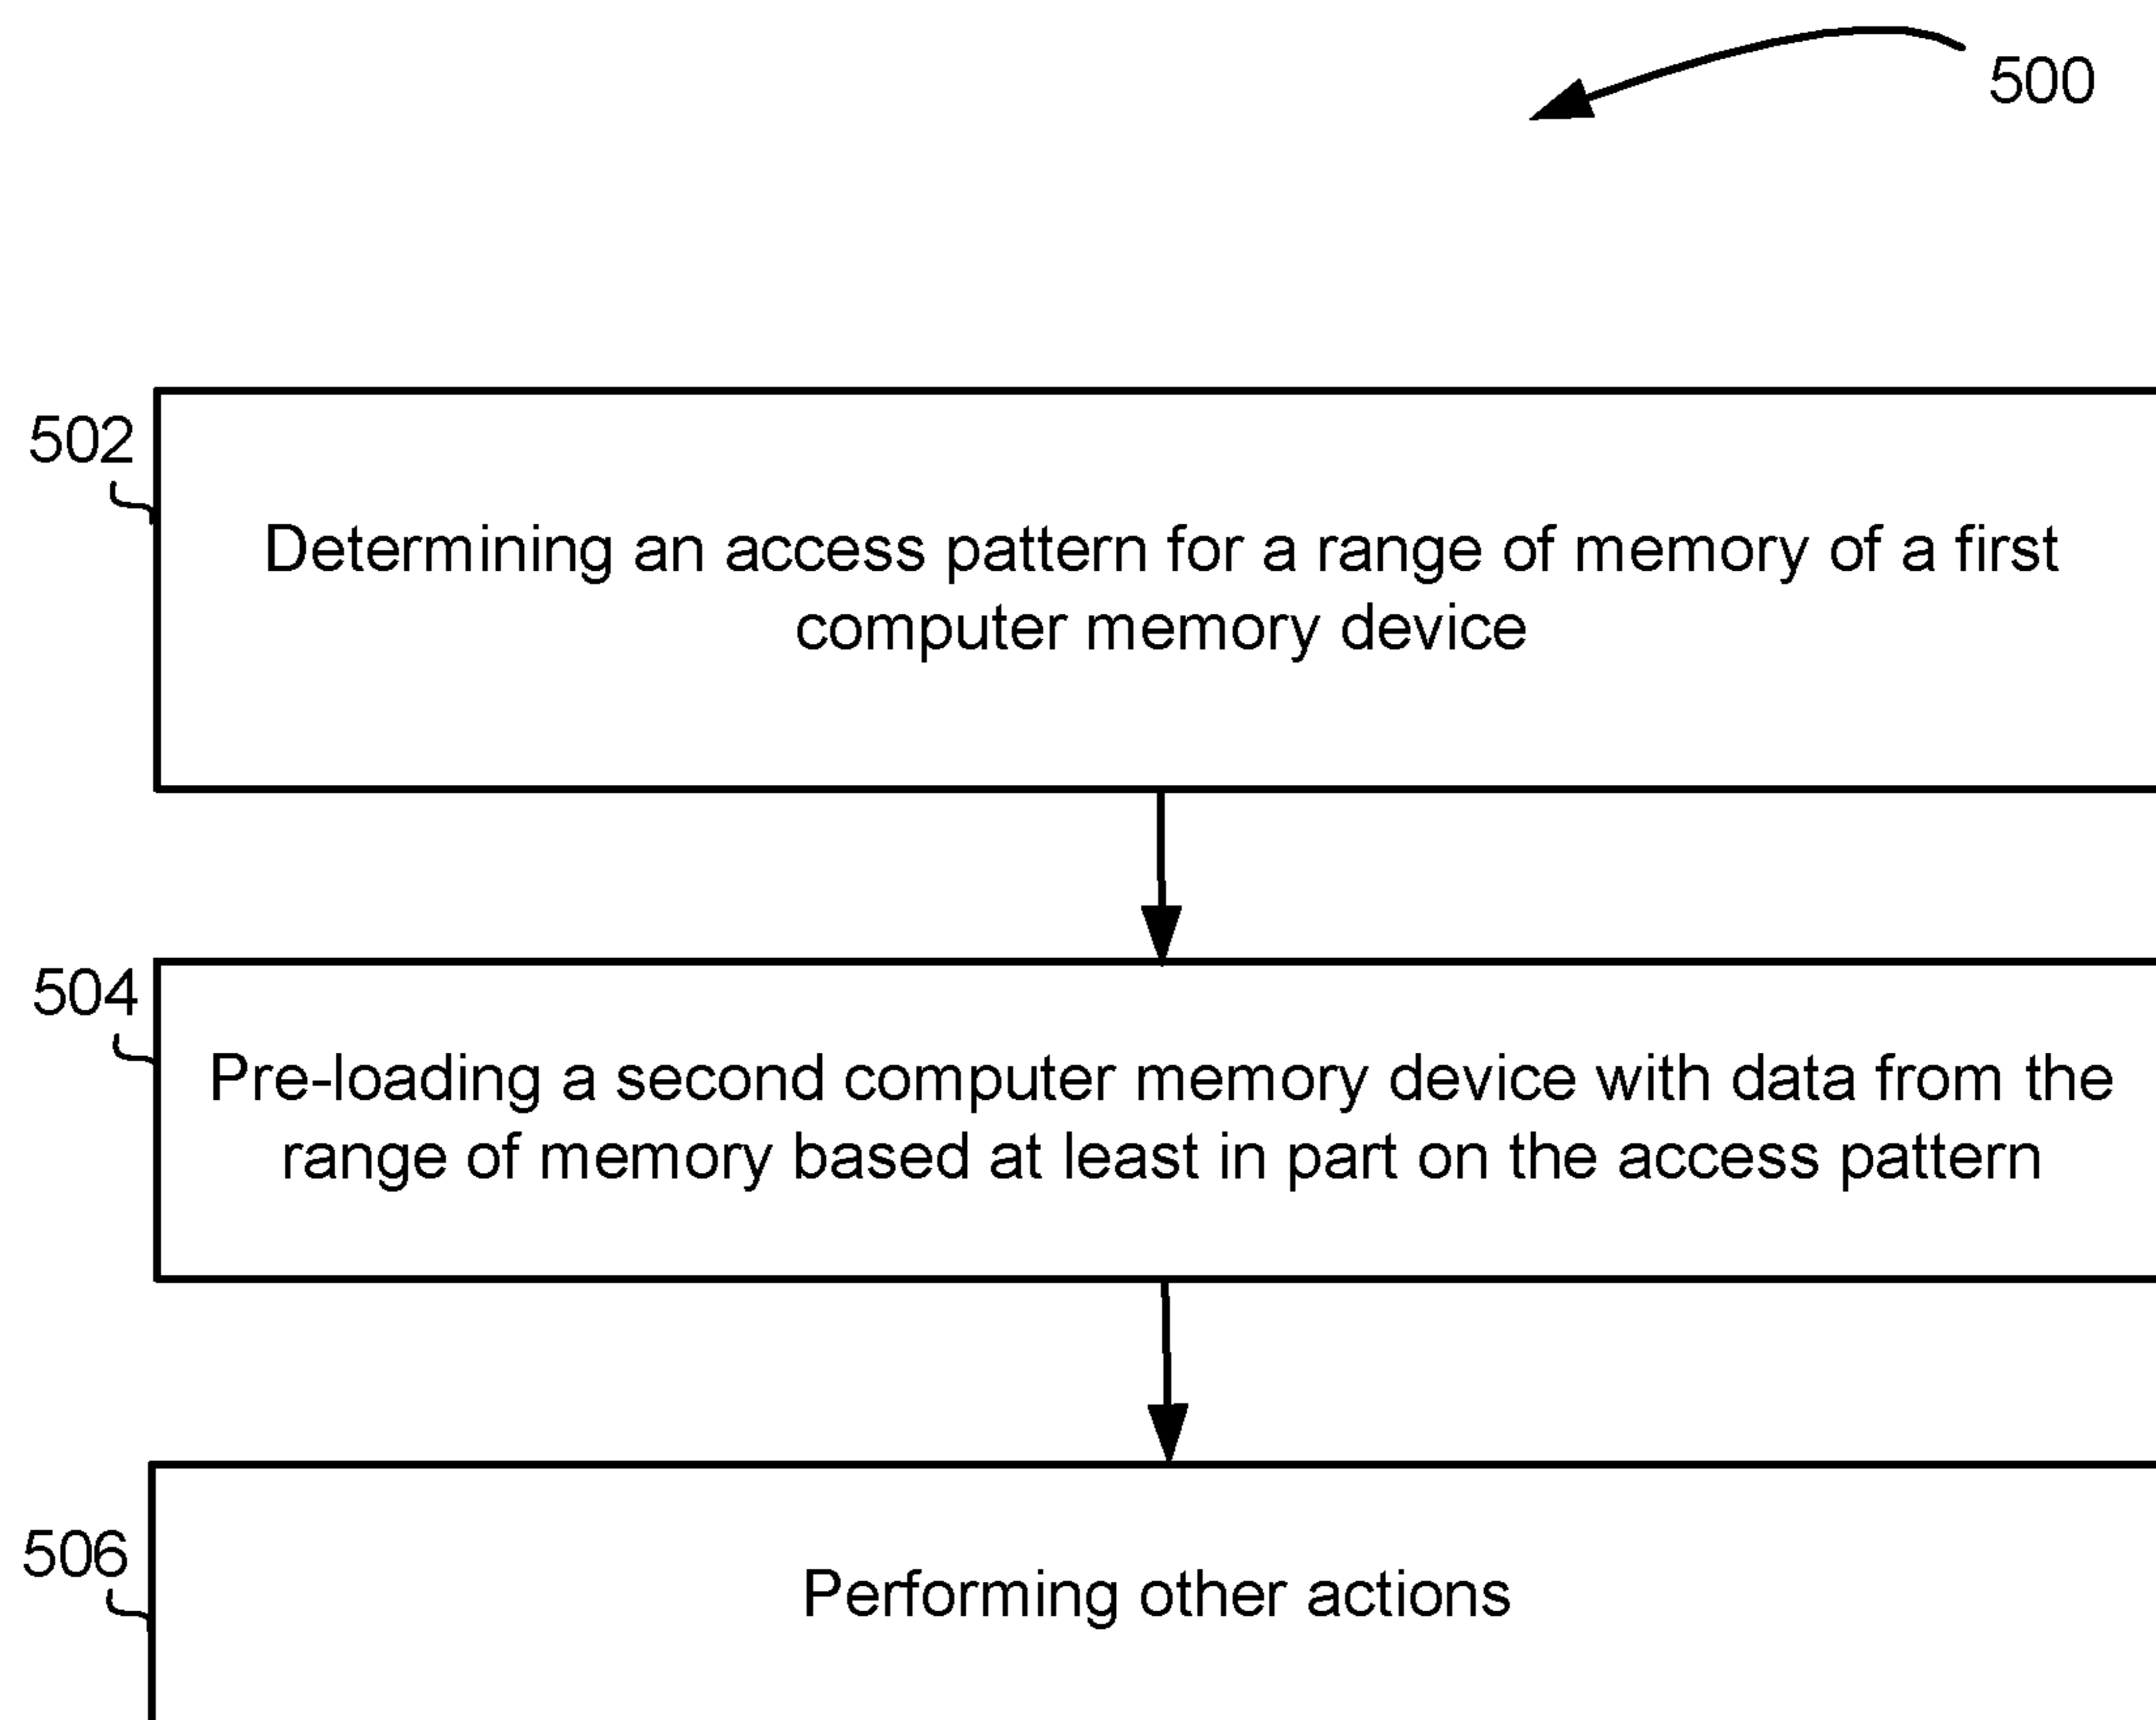 500
502
Determining an access pattern for a range of memory of a first
computer memory device
504
Pre-loading a second computer memory device with data from the
range of memory based at least in part on the access pattern
506
Performing other actions